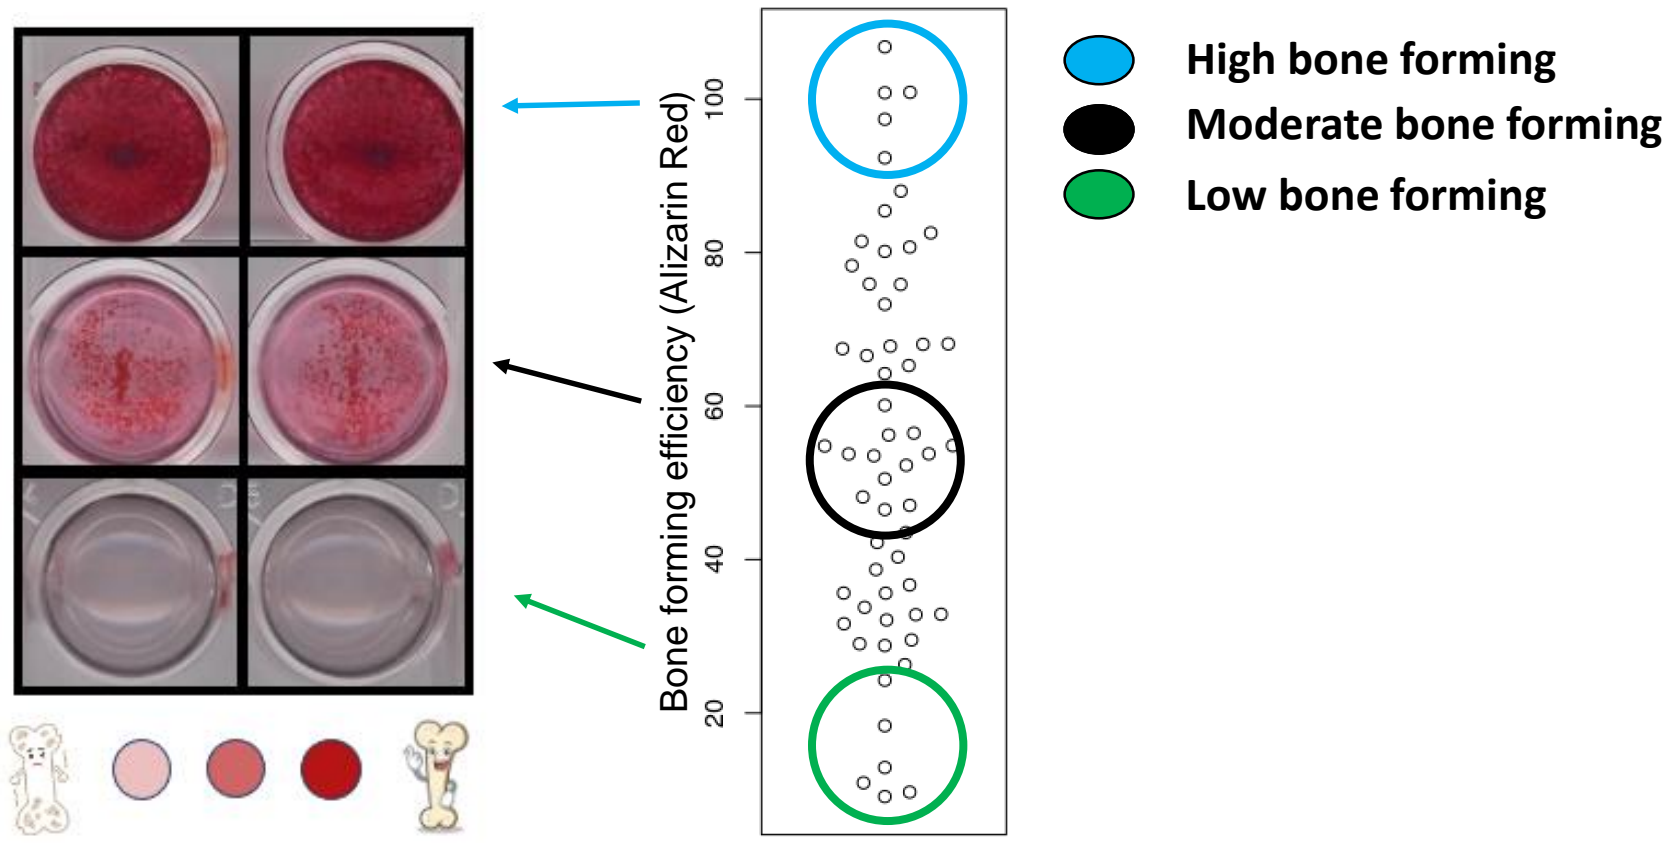 Bone forming efficiency (Alizarin Red)
100
80
60
40
20
High bone forming
Moderate bone forming
Low bone forming